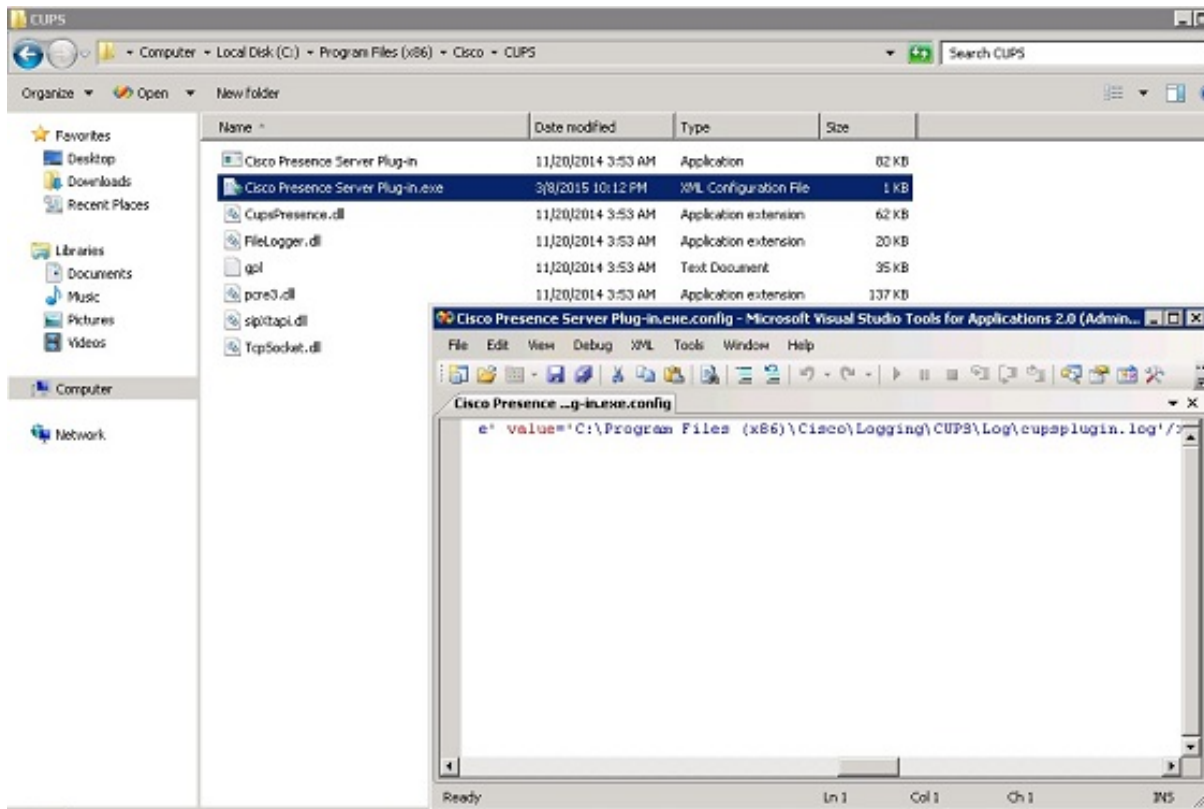 CUPS
Computer Local Disk (C:) Program Files (x86) Cisco CUPS
Search CUPS
Organize Open New folder
Name Date modified Type Size
Favorites
Desktop
Downloads
Recent Places
Libraries
Documents
Music
Pictures
Videos
Computer
Network
Cisco Presence Server Plug-in 11/20/2014 3:53 AM Application 82 KB
Cisco Presence Server Plug-in.exe 3/8/2015 10:12 PM XML Configuration File 1 KB
CupsPresence.dll 11/20/2014 3:53 AM Application extension 62 KB
FileLogger.dll 11/20/2014 3:53 AM Application extension 20 KB
gpl 11/20/2014 3:53 AM Text Document 35 KB
pcre3.dll 11/20/2014 3:53 AM Application extension 137 KB
sipXtapi.dll
TcpSocket.dll
Cisco Presence Server Plug-in.exe.config - Microsoft Visual Studio Tools for Applications 2.0 (Admin...
File Edit View Debug XML Tools Window Help
Cisco Presence ...g-in.exe.config
e' value='C:\Program Files (x86)\Cisco\Logging\CUPS\Log\cupsplugin.log'/>
Ready Ln 1 Col 1 Ch 1 INS